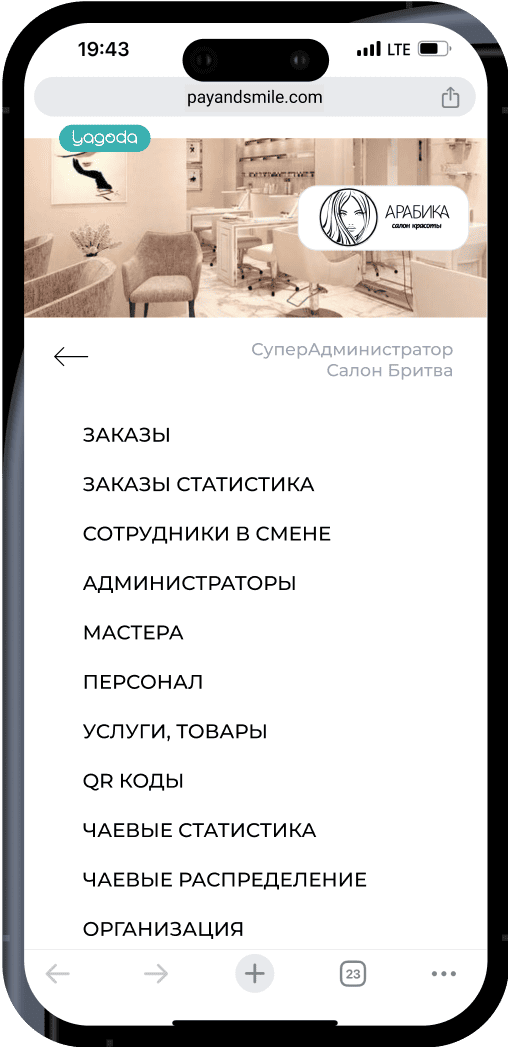 19:43
LTE
payandsmile.com
yagoda
АРАБИКА
салон красоты
СуперАдминистратор
Салон Бритва
ЗАКАЗЫ
ЗАКАЗЫ СТАТИСТИКА
СОТРУДНИКИ В СМЕНЕ
АДМИНИСТРАТОРЫ
МАСТЕРА
ПЕРСОНАЛ
УСЛУГИ, ТОВАРЫ
QR КОДЫ
ЧАЕВЫЕ СТАТИСТИКА
ЧАЕВЫЕ РАСПРЕДЕЛЕНИЕ
ОРГАНИЗАЦИЯ
23